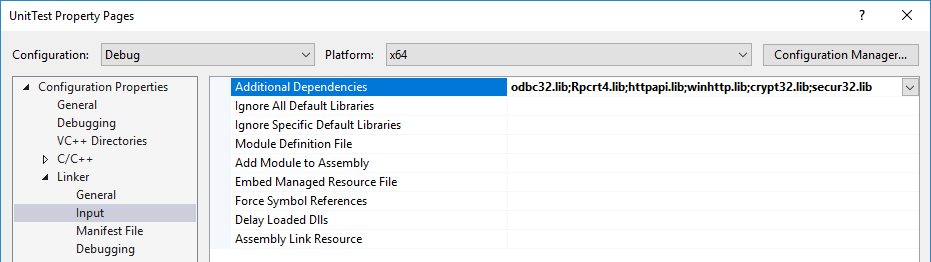 UnitTest Property Pages ? ×
Configuration: Debug Platform: x64 Configuration Manager...
Configuration Properties
General
Debugging
VC++ Directories
C/C++
Linker
General
Input
Manifest File
Debugging
Additional Dependencies odbc32.lib;Rpcrt4.lib;httpapi.lib;winhttp.lib;crypt32.lib;secur32.lib
Ignore All Default Libraries
Ignore Specific Default Libraries
Module Definition File
Add Module to Assembly
Embed Managed Resource File
Force Symbol References
Delay Loaded Dlls
Assembly Link Resource